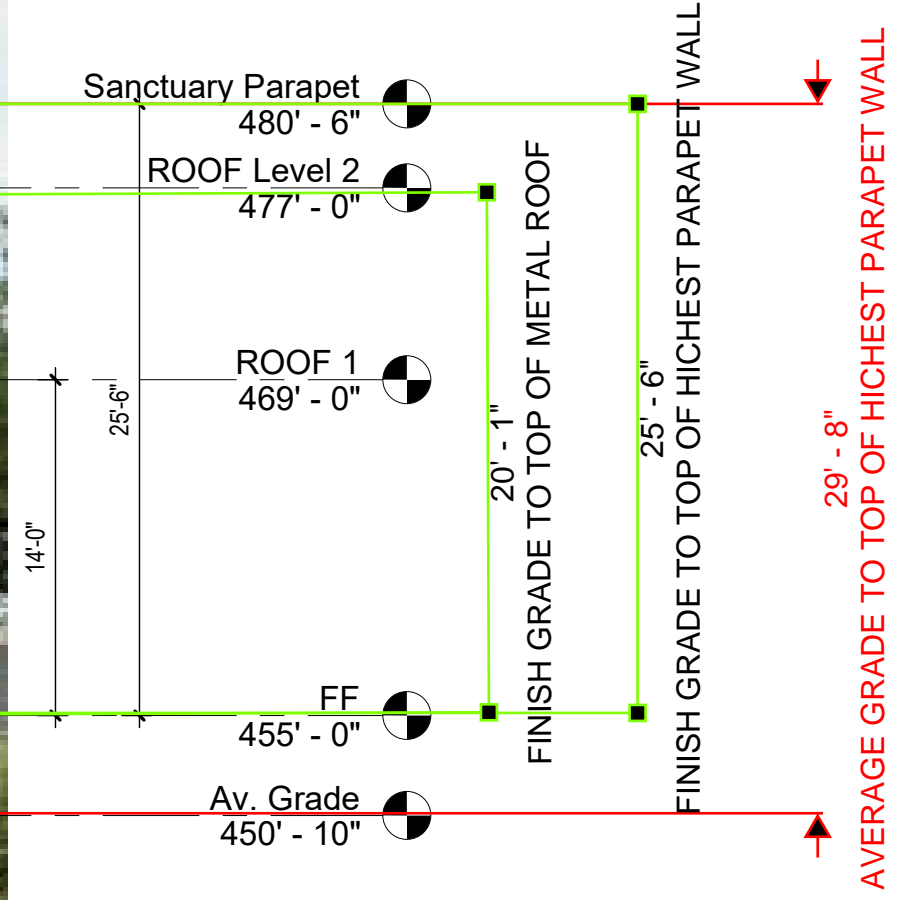 Sanctuary Parapet
480' - 6"
ROOF Level 2
477' - 0"
ROOF 1
469' - 0"
25'-6"
14'-0"
FF
455' - 0"
Av. Grade
450' - 10"
20' - 1"
FINISH GRADE TO TOP OF METAL ROOF
25' - 6"
FINISH GRADE TO TOP OF HICHEST PARAPET WALL
29' - 8"
AVERAGE GRADE TO TOP OF HICHEST PARAPET WALL